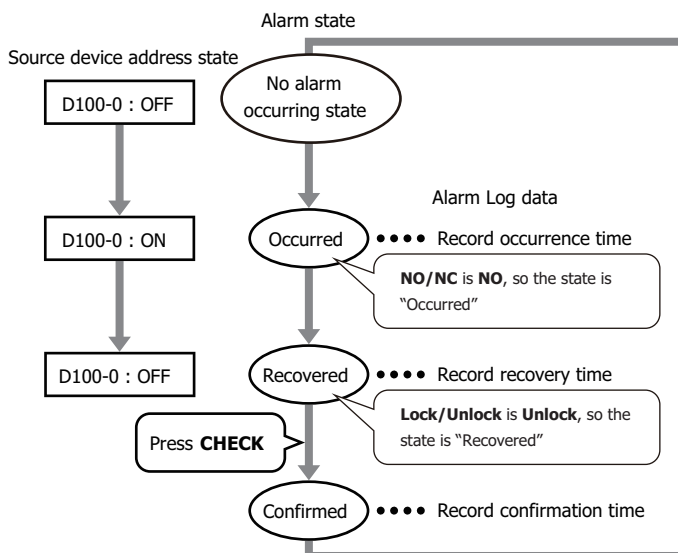 Alarm state
Source device address state
No alarm
occurring state
D100-0 : OFF
Alarm Log data
D100-0 : ON
Occurred
•••• Record occurrence time
NO/NC is NO, so the state is
“Occurred”
D100-0 : OFF
Recovered
•••• Record recovery time
Lock/Unlock is Unlock, so the
state is “Recovered”
Press CHECK
Confirmed
•••• Record confirmation time